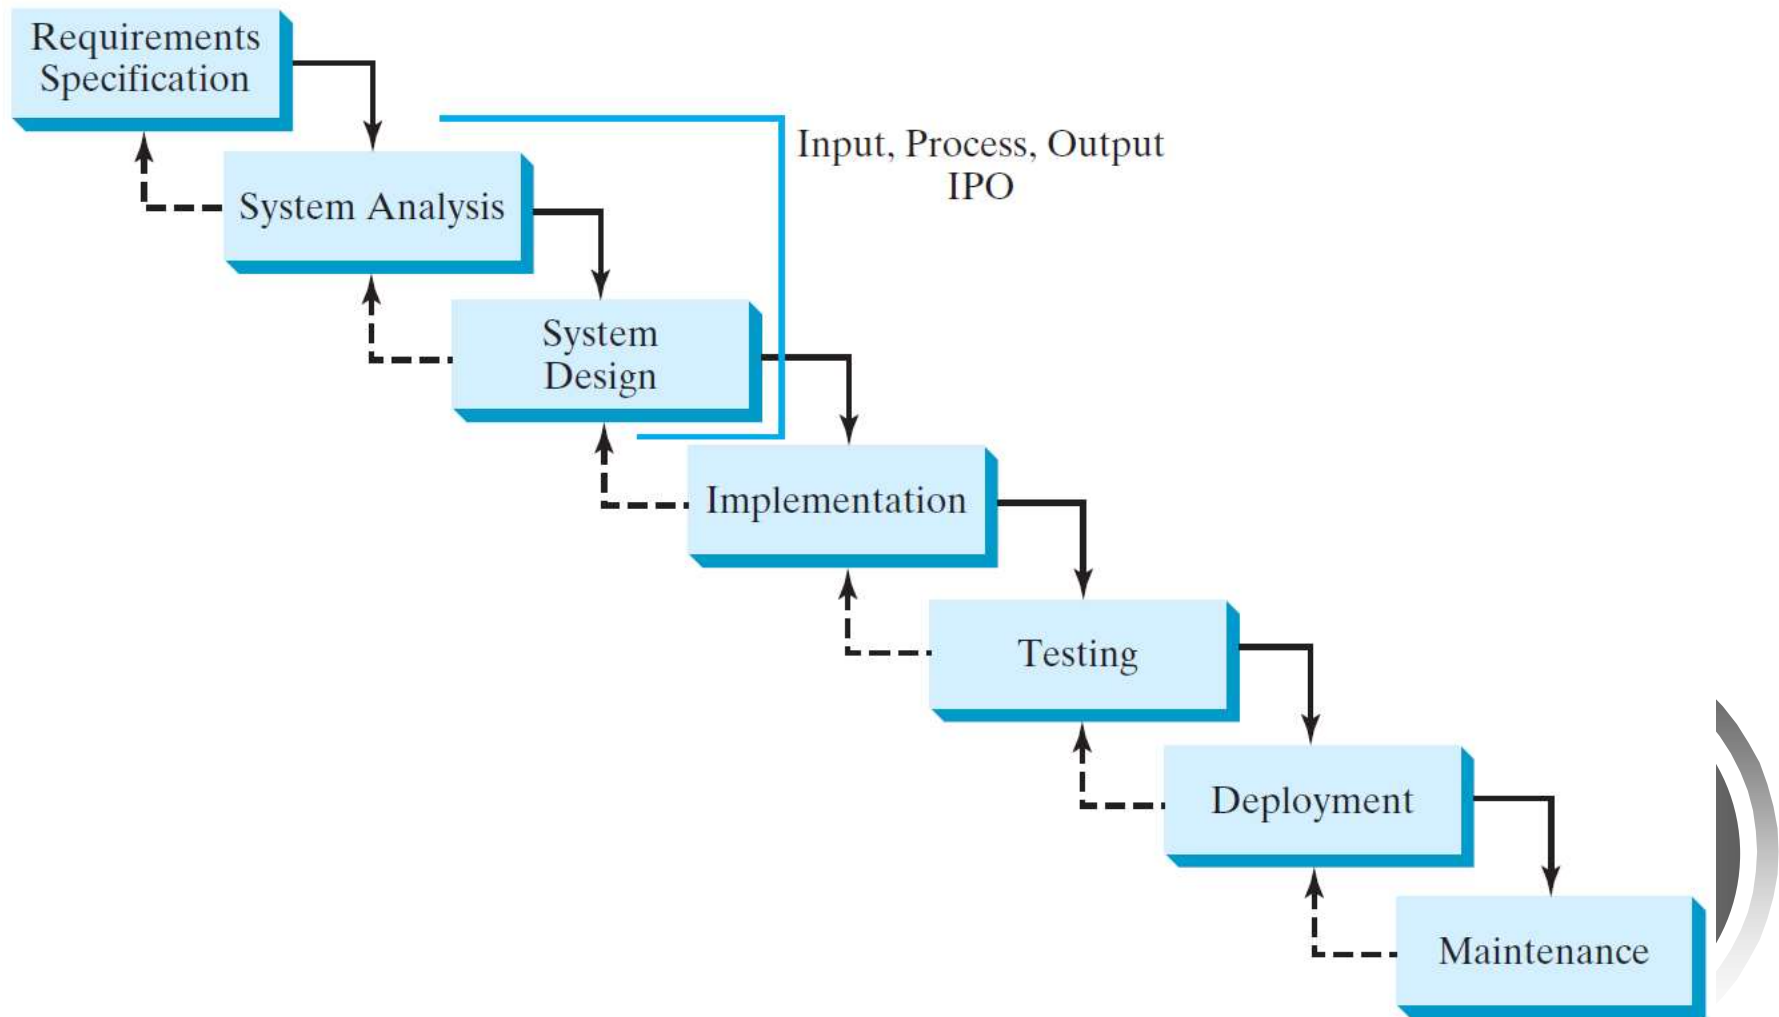 Requirements
Specification
Input, Process, Output
IPO
System Analysis
System
Design
Implementation
Testing
Deployment
Maintenance